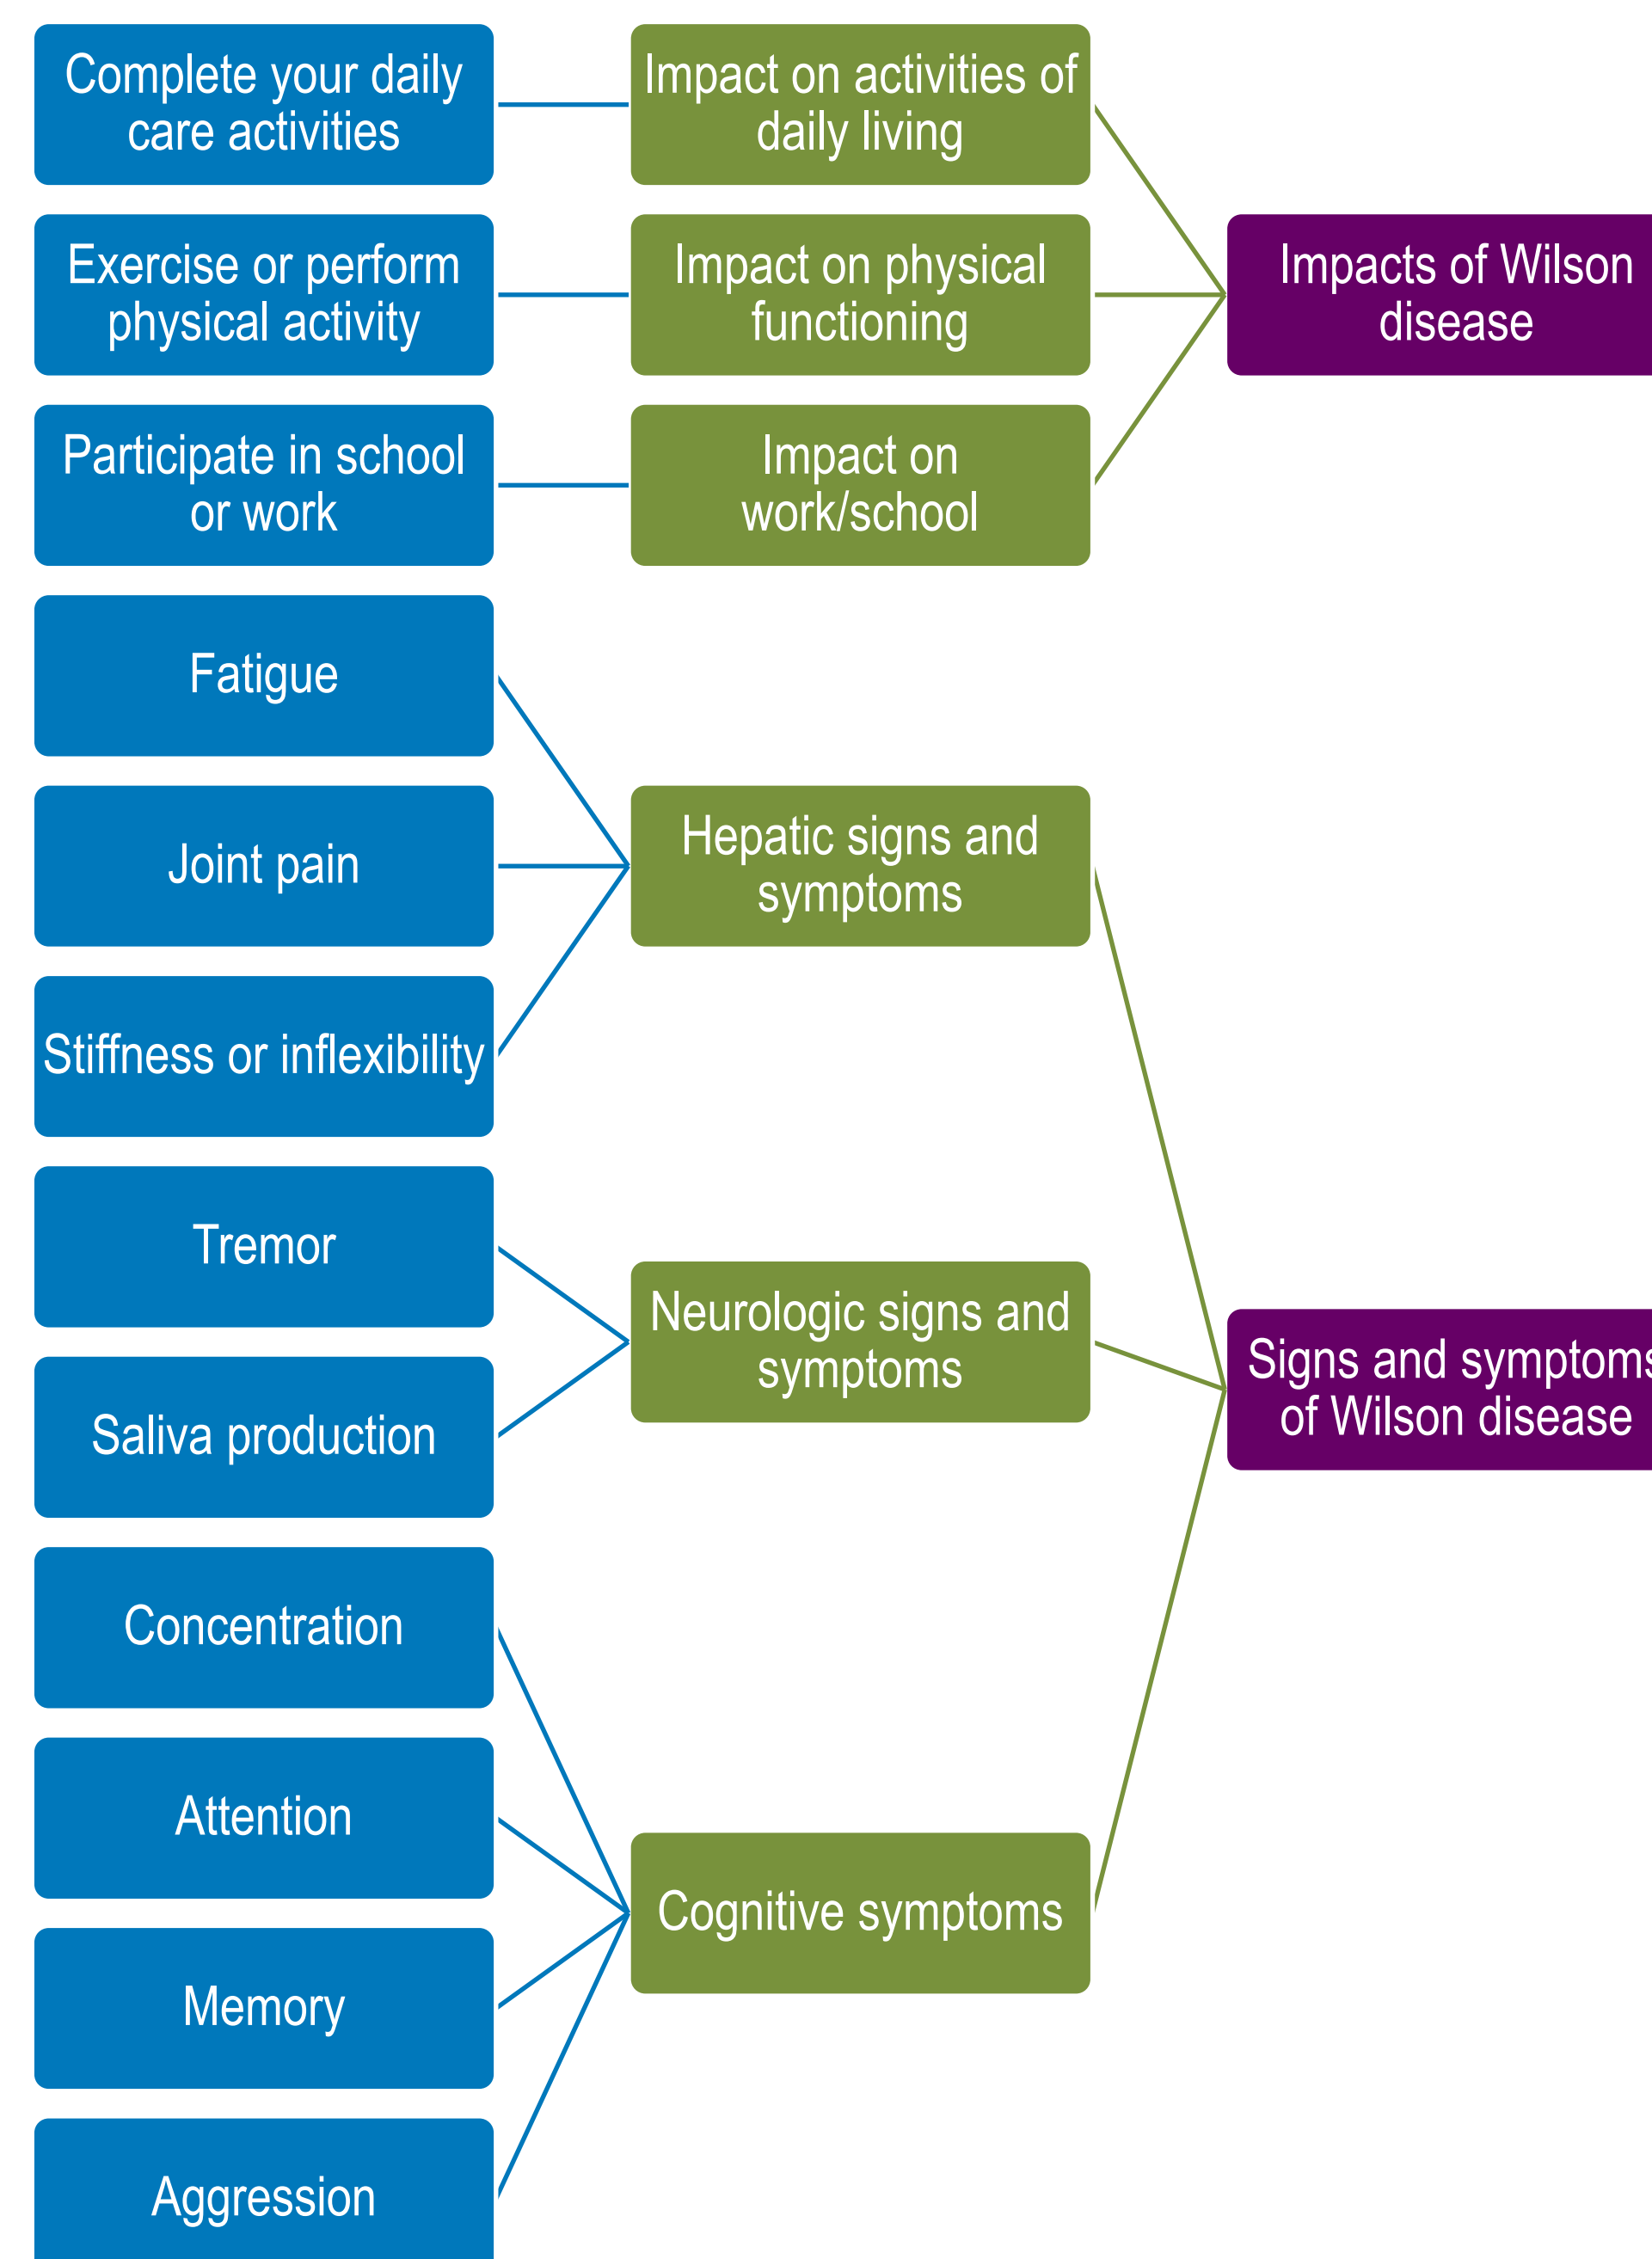 Complete your daily
care activities
Impact on activities of
daily living
Exercise or perform
physical activity
Impact on physical
functioning
Impacts of Wilson
disease
Participate in school
or work
Impact on
work/school
Fatigue
Joint pain
Hepatic signs and
symptoms
Stiffness or inflexibility
Tremor
Saliva production
Neurologic signs and
symptoms
Signs and symptoms
of Wilson disease
Concentration
Attention
Memory
Aggression
Cognitive symptoms